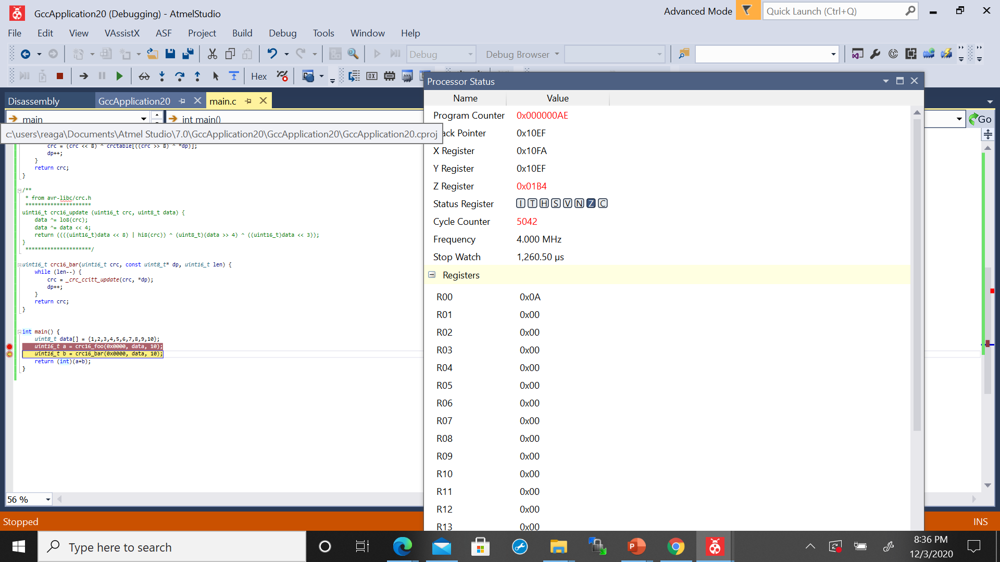 GccApplication20 (Debugging) - AtmelStudio
Advanced Mode
Quick Launch (Ctrl+Q)
File Edit View VAssistX ASF Project Build Debug Tools Window Help
Debug
Debug Browser
Hex
Disassembly
GccApplication20
main.c
main
int main()
Go
c:\users\reaga\Documents\Atmel Studio\7.0\GccApplication20\GccApplication20\GccApplication20.cproj
crc = (crc << 8) ^ crctable[((crc >> 8) ^ *dp)];
dp++;
}
return crc;
}
/**
* from avr-libc/crc.h
*********************
uint16_t crc16_update (uint16_t crc, uint8_t data) {
data ^= lo8(crc);
data ^= data << 4;
return ((((uint16_t)data << 8) | hi8(crc)) ^ (uint8_t)(data >> 4) ^ ((uint16_t)data << 3));
}
**********************/
uint16_t crc16_bar(uint16_t crc, const uint8_t* dp, uint16_t len) {
while (len--) {
crc = _crc_ccitt_update(crc, *dp);
dp++;
}
return crc;
}
int main() {
uint8_t data[] = {1,2,3,4,5,6,7,8,9,10};
uint16_t a = crc16_foo(0x0000, data, 10);
uint16_t b = crc16_bar(0x0000, data, 10);
return (int)(a+b);
}
56 %
Processor Status
Name Value
Program Counter 0x000000AE
ack Pointer 0x10EF
X Register 0x10FA
Y Register 0x10EF
Z Register 0x01B4
Status Register I T H S V N Z C
Cycle Counter 5042
Frequency 4.000 MHz
Stop Watch 1,260.50 µs
Registers
R00 0x0A
R01 0x00
R02 0x00
R03 0x00
R04 0x00
R05 0x00
R06 0x00
R07 0x00
R08 0x00
R09 0x00
R10 0x00
R11 0x00
R12 0x00
R13 0x00
Stopped
INS
Type here to search
8:36 PM
12/3/2020